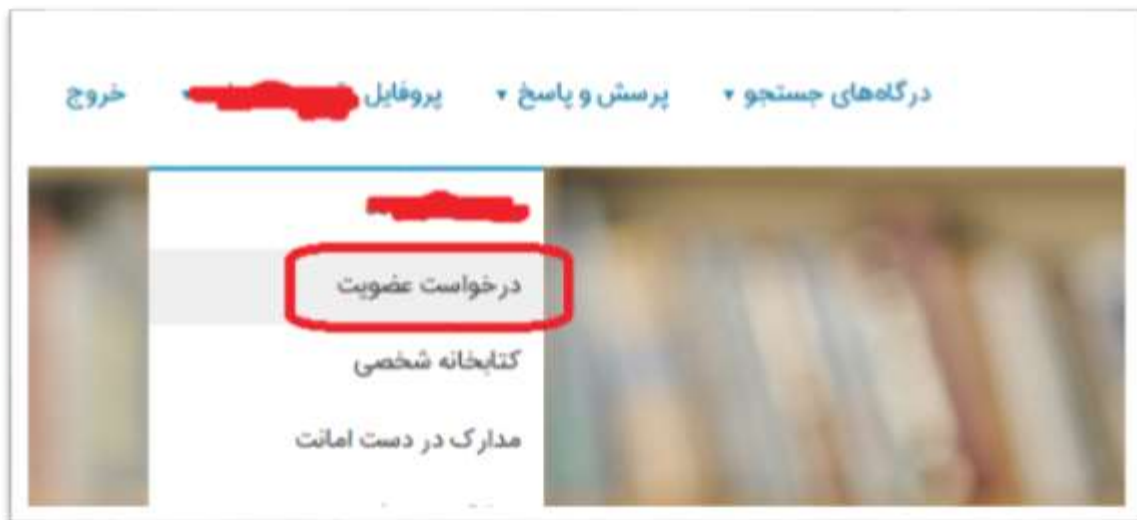 درگاه‌های جستجو ▾ پرسش و پاسخ ▾ پروفایل ▾ خروج
درخواست عضویت
کتابخانه شخصی
مدارک در دست امانت